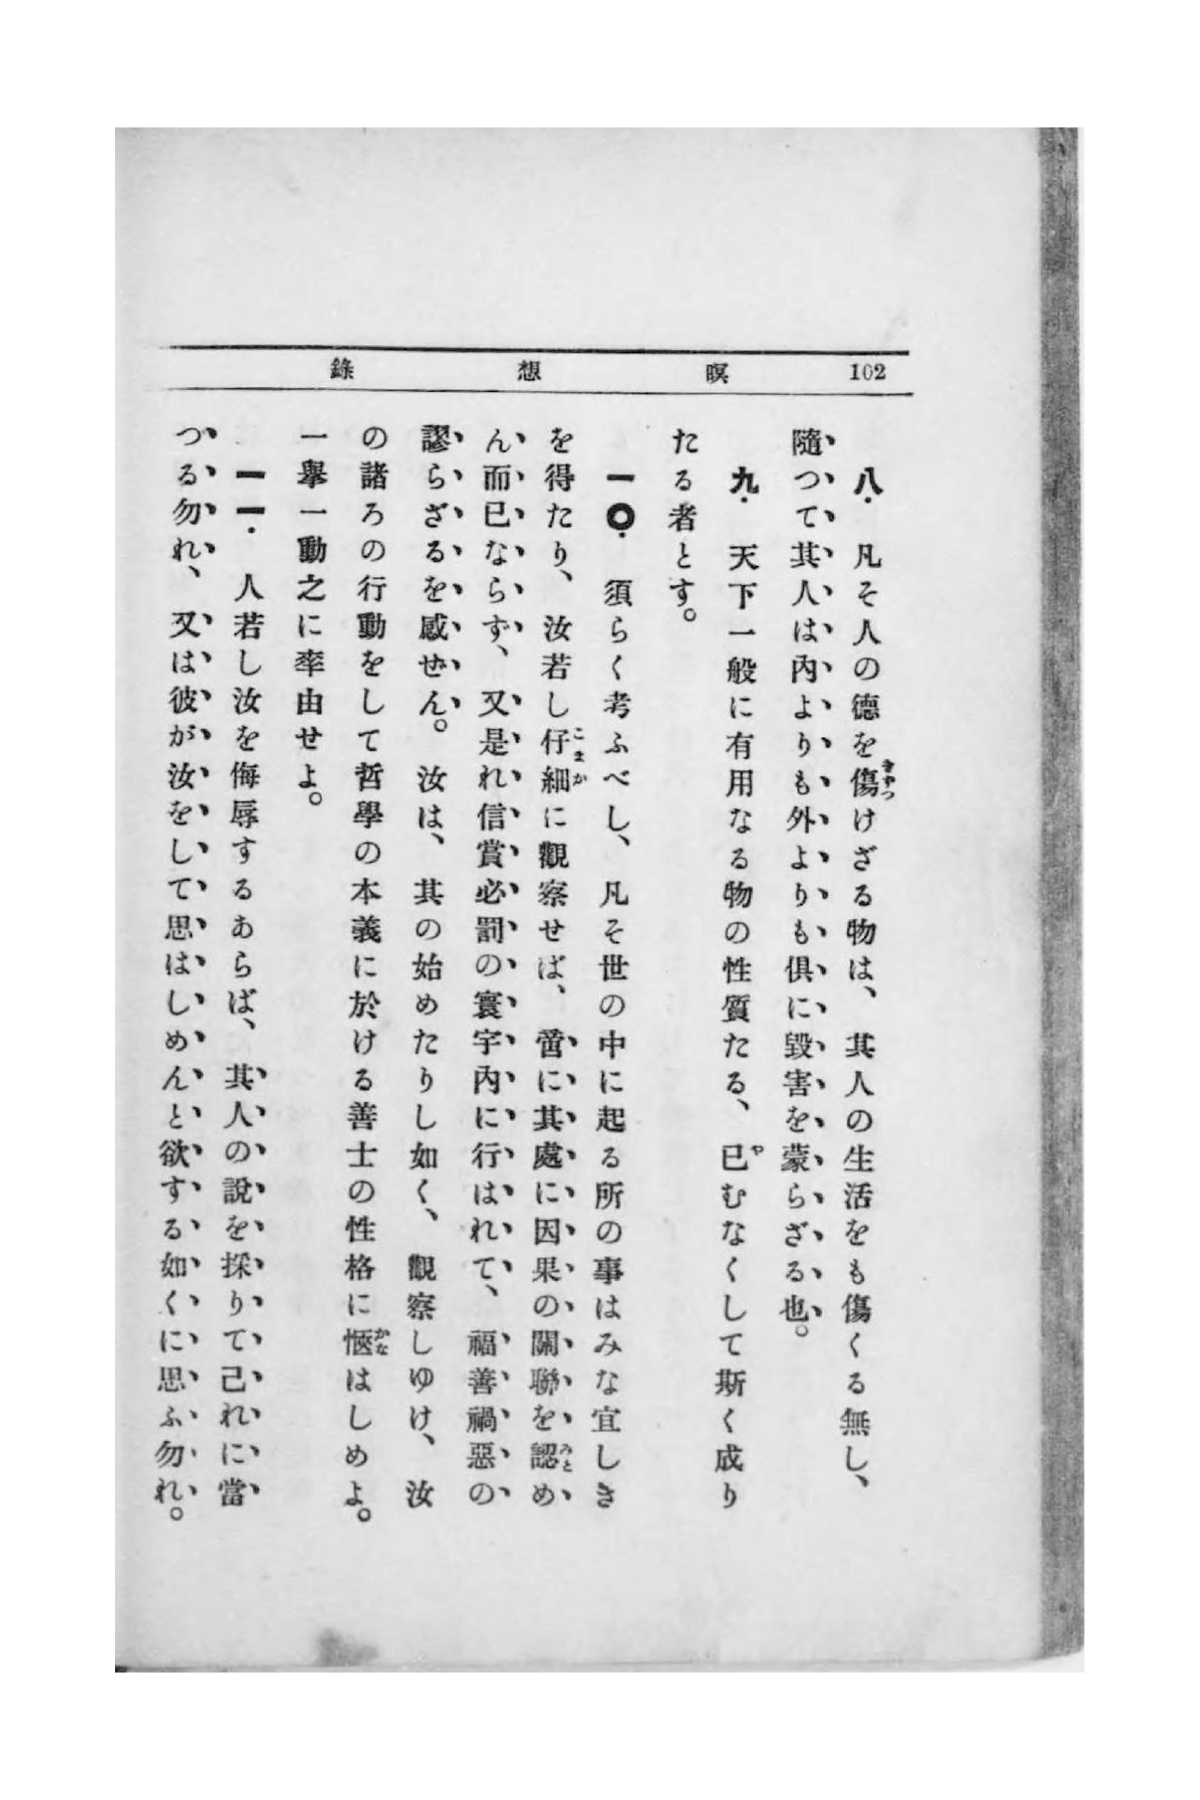 102 瞑想錄
八．凡そ人の德を傷けざる物は、其人の生活をも傷くる無し、
隨つて其人は內よりも外よりも俱に毀害を蒙らざる也。
九．天下一般に有用なる物の性質たる、已むなくして斯く成り
たる者とす。
一〇．須らく考ふべし、凡そ世の中に起る所の事はみな宜しき
を得たり、汝若し仔細に觀察せば、啻に其處に因果の關聯を認め
ん而已ならず、又是れ信賞必罰の寰宇內に行はれて、福善禍惡の
謬らざるを感ぜん。汝は、其の始めたりし如く、觀察しゆけ、汝
の諸ろの行動をして哲學の本義に於ける善士の性格に愜はしめよ。
一擧一動之に率由せよ。
一一．人若し汝を侮辱するあらば、其人の說を採りて己れに當
つる勿れ、又は彼が汝をして思はしめんと欲する如くに思ふ勿れ。